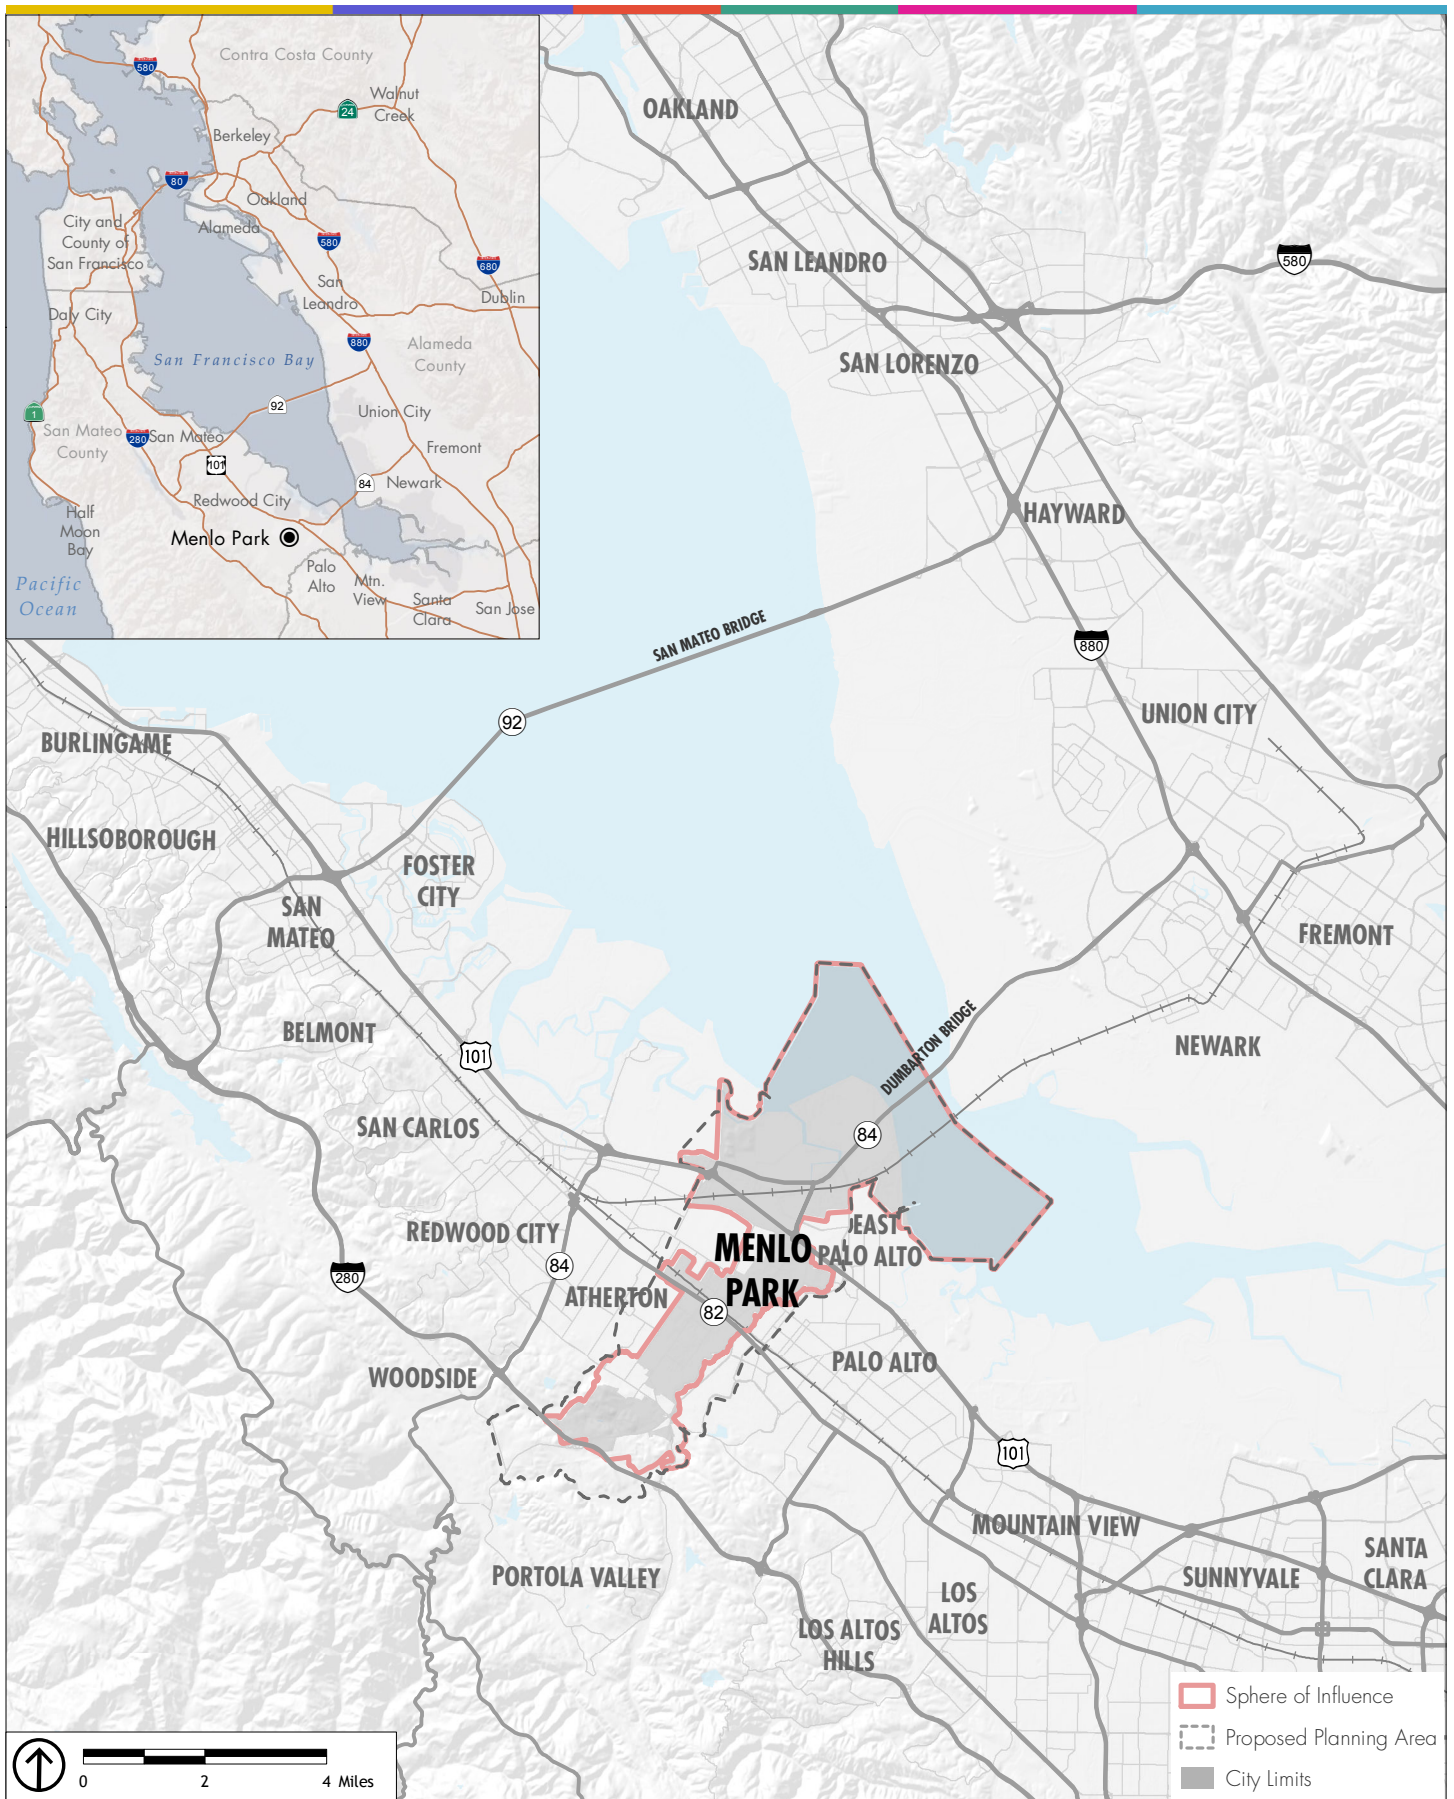 580
Contra Costa County
24
Walnut
Creek
Berkeley
80
Oakland
Alameda
580
City and
County of
San Francisco
680
San
Leandro
Dublin
Daly City
880
Alameda
County
San Francisco Bay
92
1
Union City
San Mateo
County
280
San Mateo
101
Fremont
84
Newark
Redwood City
Half
Moon
Bay
Menlo Park
Palo
Alto
Mtn.
View
Santa
Clara
San Jose
Pacific
Ocean
OAKLAND
SAN LEANDRO
580
SAN LORENZO
HAYWARD
SAN MATEO BRIDGE
880
92
UNION CITY
BURLINGAME
HILLSOBOROUGH
FOSTER
CITY
SAN
MATEO
FREMONT
BELMONT
101
DUMBARTON BRIDGE
NEWARK
SAN CARLOS
84
REDWOOD CITY
EAST
PALO ALTO
MENLO
PARK
84
280
ATHERTON
82
WOODSIDE
PALO ALTO
101
MOUNTAIN VIEW
PORTOLA VALLEY
SUNNYVALE
SANTA
CLARA
LOS
ALTOS
LOS ALTOS
HILLS
Sphere of Influence
Proposed Planning Area
City Limits
0 2 4 Miles